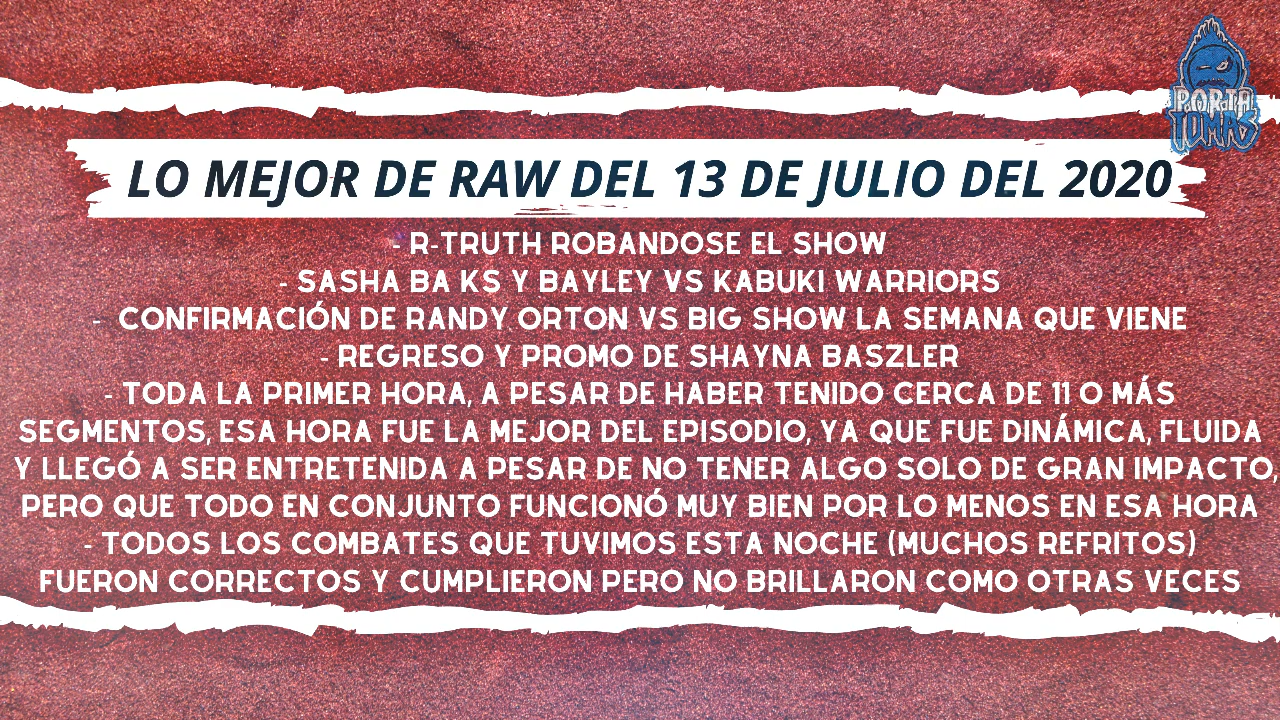 PORTA
TOMAS
LO MEJOR DE RAW DEL 13 DE JULIO DEL 2020
- R-TRUTH ROBANDOSE EL SHOW
- SASHA BA KS Y BAYLEY VS KABUKI WARRIORS
- CONFIRMACIÓN DE RANDY ORTON VS BIG SHOW LA SEMANA QUE VIENE
- REGRESO Y PROMO DE SHAYNA BASZLER
- TODA LA PRIMER HORA, A PESAR DE HABER TENIDO CERCA DE 11 O MÁS
SEGMENTOS, ESA HORA FUE LA MEJOR DEL EPISODIO, YA QUE FUE DINÁMICA, FLUIDA
Y LLEGÓ A SER ENTRETENIDA A PESAR DE NO TENER ALGO SOLO DE GRAN IMPACTO,
PERO QUE TODO EN CONJUNTO FUNCIONÓ MUY BIEN POR LO MENOS EN ESA HORA
- TODOS LOS COMBATES QUE TUVIMOS ESTA NOCHE (MUCHOS REFRITOS)
FUERON CORRECTOS Y CUMPLIERON PERO NO BRILLARON COMO OTRAS VECES